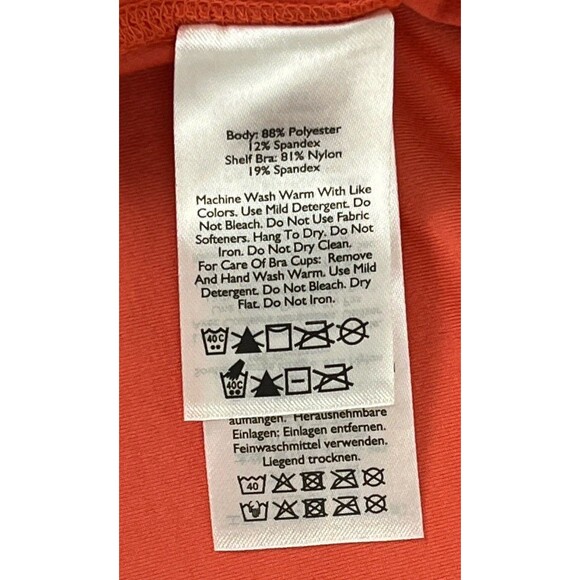 Body: 88% Polyester
12% Spandex
Shelf Bra: 81% Nylon
19% Spandex
Machine Wash Warm With Like
Colors. Use Mild Detergent. Do
Not Bleach. Do Not Use Fabric
Softeners. Hang To Dry. Do Not
Iron. Do Not Dry Clean.
For Care Of Bra Cups: Remove
And Hand Wash Warm. Use Mild
Detergent. Do Not Bleach. Dry
Flat. Do Not Iron.
40C
40C
aufhängen. Herausnehmbare
Einlagen: Einlagen entfernen.
Feinwaschmittel verwenden.
Liegend trocknen.
40